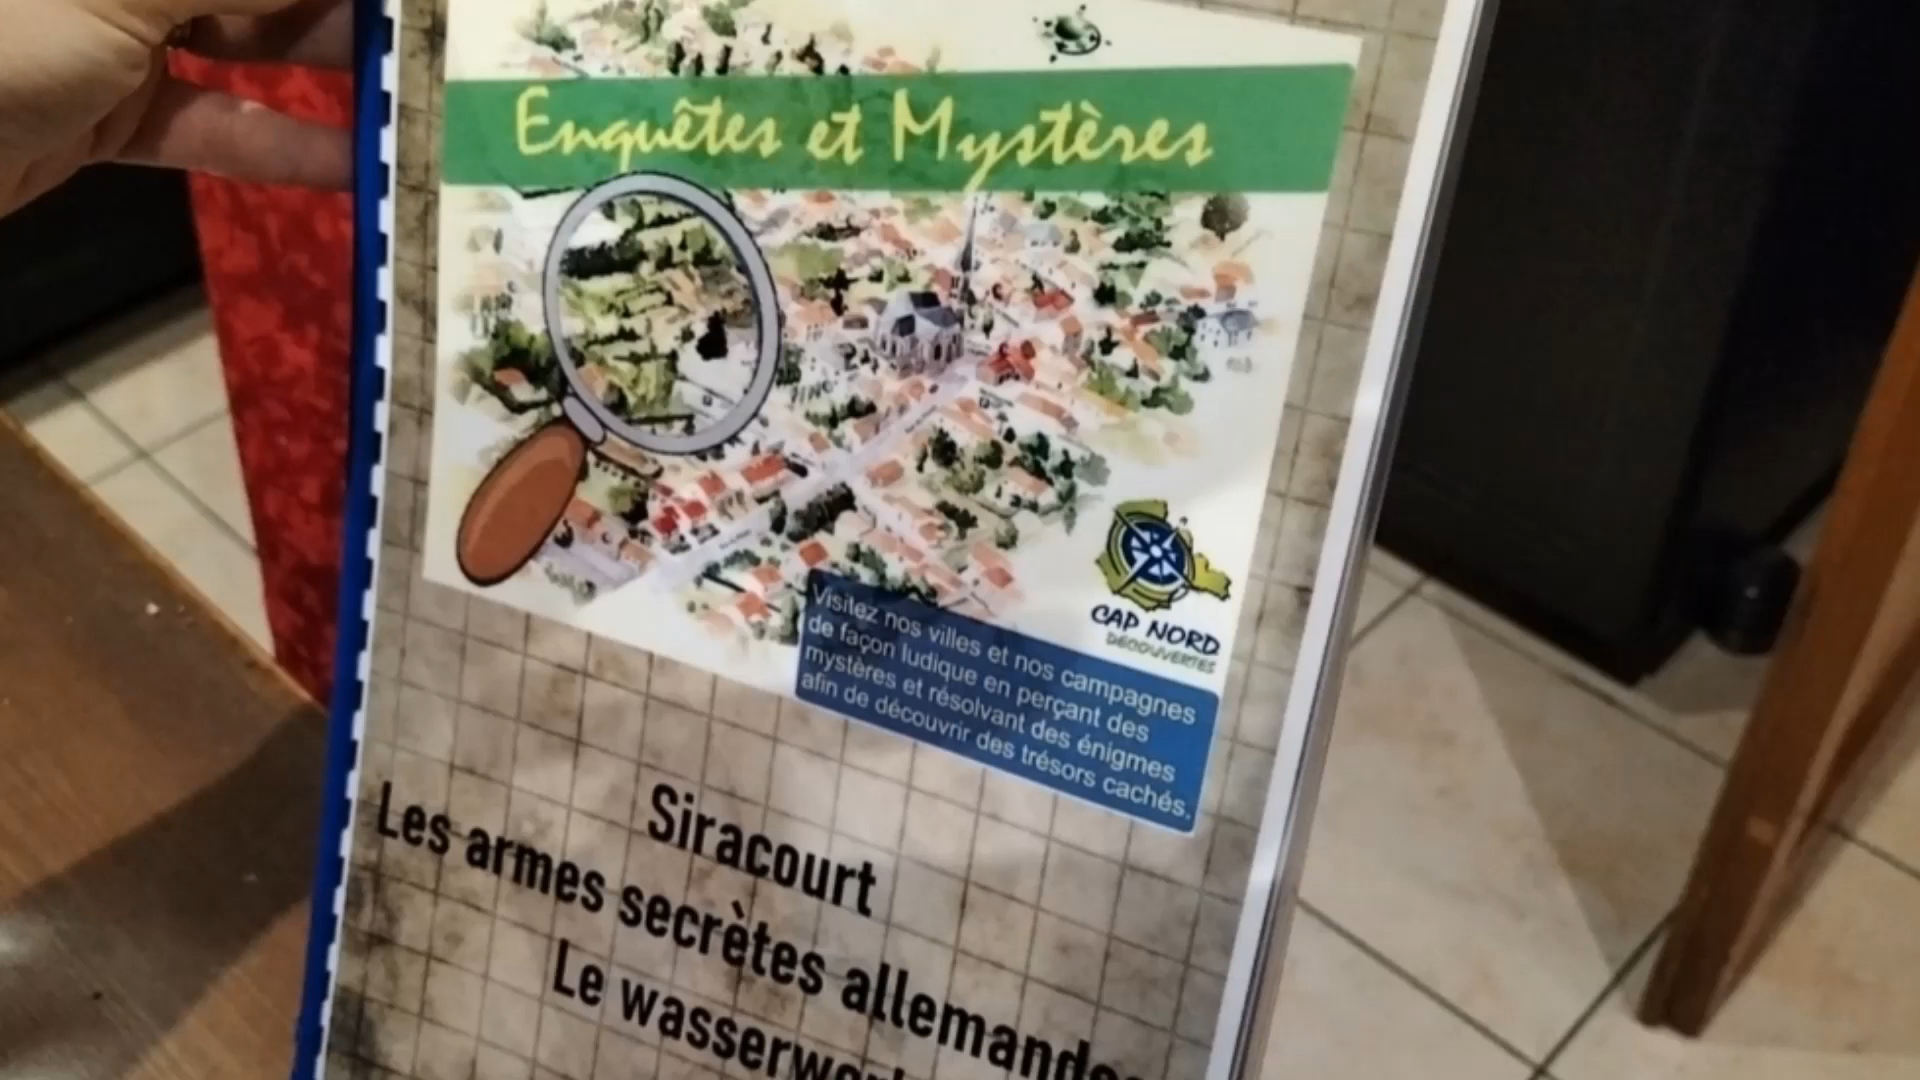 Enquêtes et Mystères
CAP NORD
DÉCOUVERTES
Visitez nos villes et nos campagnes
de façon ludique en perçant des
mystères et résolvant des énigmes
afin de découvrir des trésors cachés.
Siracourt
Les armes secrètes allemandes
Le